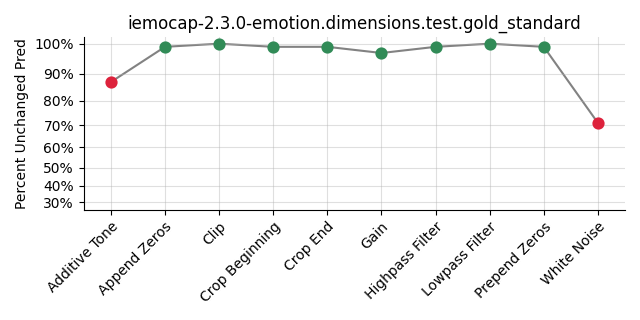 iemocap-2.3.0-emotion.dimensions.test.gold_standard
Percent Unchanged Pred
100%
90%
80%
70%
60%
50%
40%
30%
Additive Tone
Append Zeros
Clip
Crop Beginning
Crop End
Gain
Highpass Filter
Lowpass Filter
Prepend Zeros
White Noise